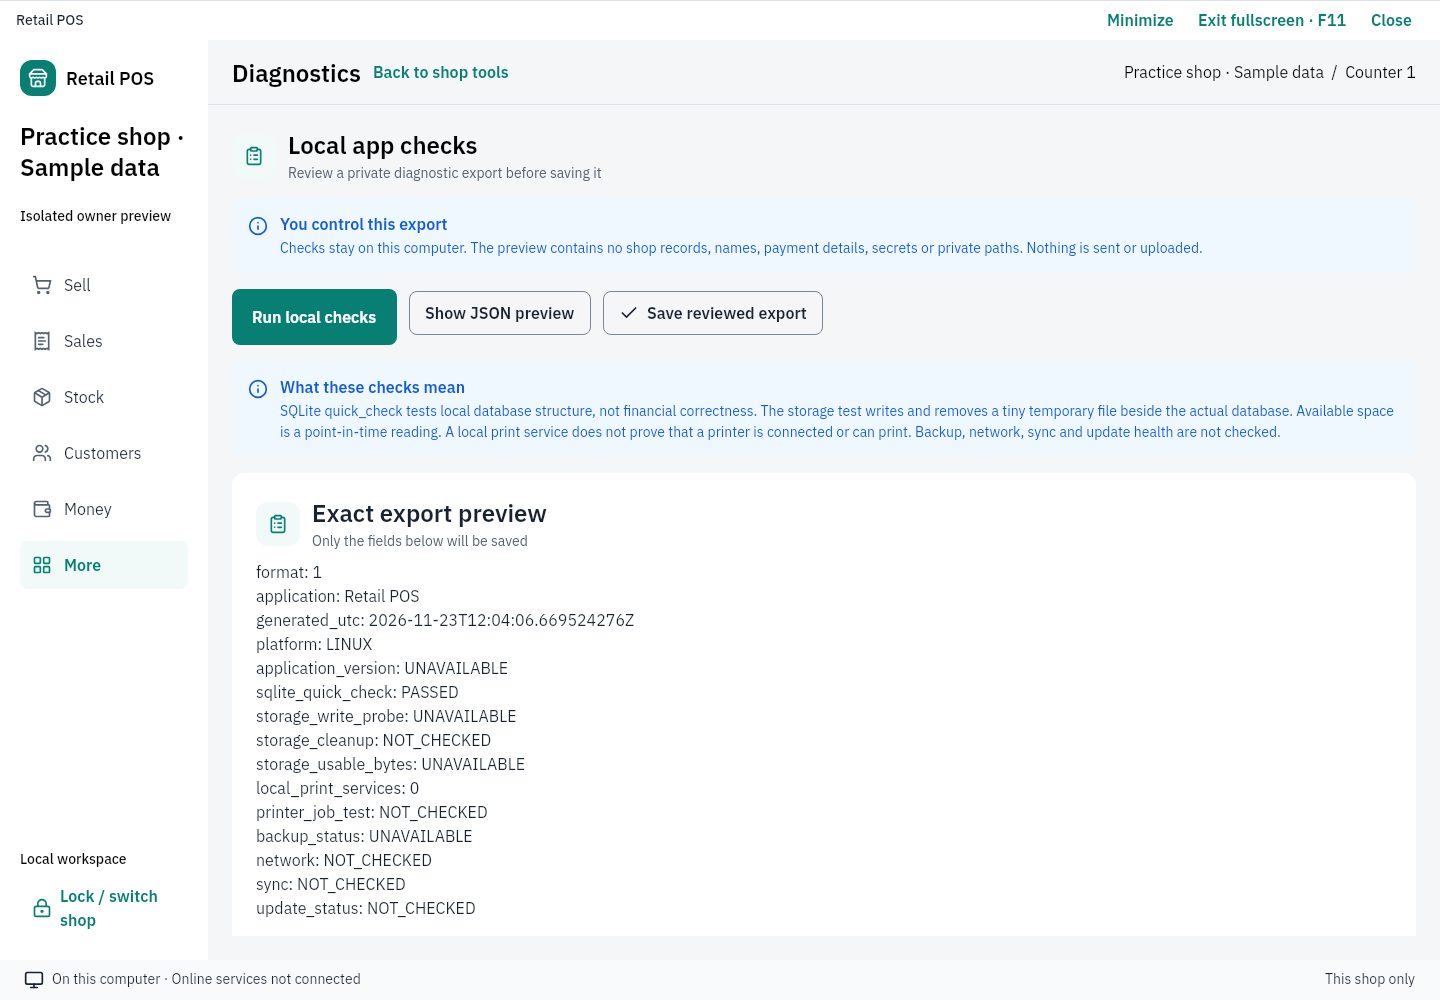 Retail POS
Minimize
Exit fullscreen · F11
Close
Retail POS
Practice shop ·
Sample data
Isolated owner preview
Sell
Sales
Stock
Customers
Money
More
Local workspace
Lock / switch
shop
Diagnostics
Back to shop tools
Practice shop · Sample data / Counter 1
Local app checks
Review a private diagnostic export before saving it
You control this export
Checks stay on this computer. The preview contains no shop records, names, payment details, secrets or private paths. Nothing is sent or uploaded.
Run local checks
Show JSON preview
Save reviewed export
What these checks mean
SQLite quick_check tests local database structure, not financial correctness. The storage test writes and removes a tiny temporary file beside the actual database. Available space
is a point-in-time reading. A local print service does not prove that a printer is connected or can print. Backup, network, sync and update health are not checked.
Exact export preview
Only the fields below will be saved
format: 1
application: Retail POS
generated_utc: 2026-11-23T12:04:06.669524276Z
platform: LINUX
application_version: UNAVAILABLE
sqlite_quick_check: PASSED
storage_write_probe: UNAVAILABLE
storage_cleanup: NOT_CHECKED
storage_usable_bytes: UNAVAILABLE
local_print_services: 0
printer_job_test: NOT_CHECKED
backup_status: UNAVAILABLE
network: NOT_CHECKED
sync: NOT_CHECKED
update_status: NOT_CHECKED
On this computer · Online services not connected
This shop only